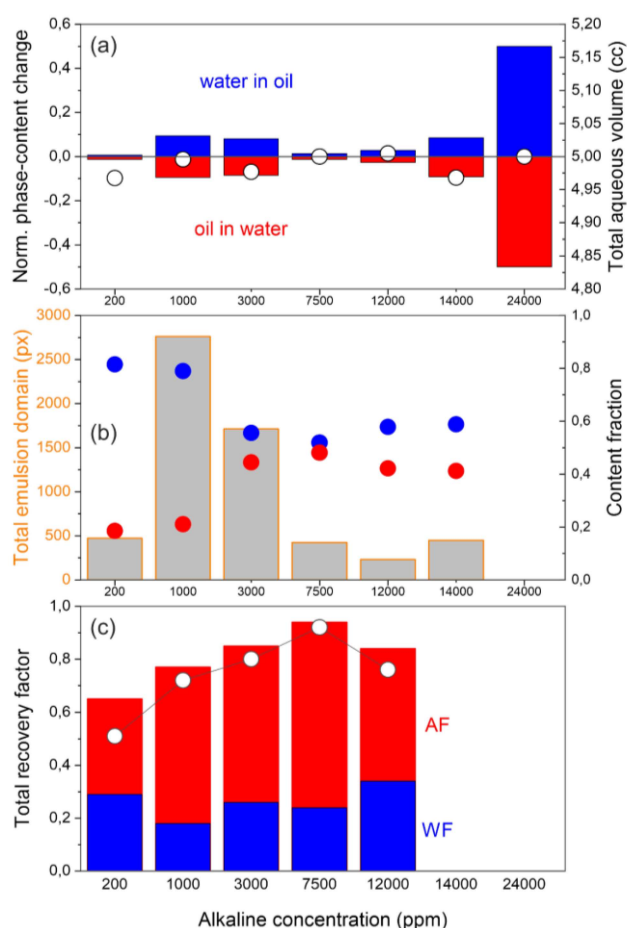 (a)
water in oil
oil in water
Norm. phase-content change
0,6
0,4
0,2
0,0
-0,2
-0,4
-0,6
5,20
5,15
5,10
5,05
5,00
4,95
4,90
4,85
4,80
Total aqueous volume (cc)
200 1000 3000 7500 12000 14000 24000
(b)
Total emulsion domain (px)
3000
2500
2000
1500
1000
500
0
1,0
0,8
0,6
0,4
0,2
0,0
Content fraction
200 1000 3000 7500 12000 14000 24000
(c)
Total recovery factor
1,0
0,8
0,6
0,4
0,2
0,0
AF
WF
200 1000 3000 7500 12000 14000 24000
Alkaline concentration (ppm)